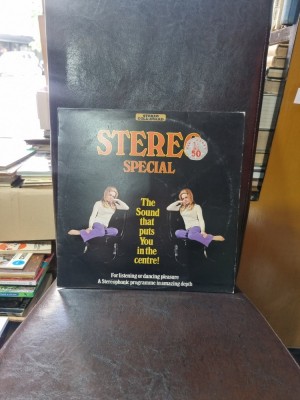 STEREO
STEREO
SPECIAL
50
The
Sound
that
puts
You
in the
centre!
For listening or dancing pleasure
A Stereophonic programme in amazing depth